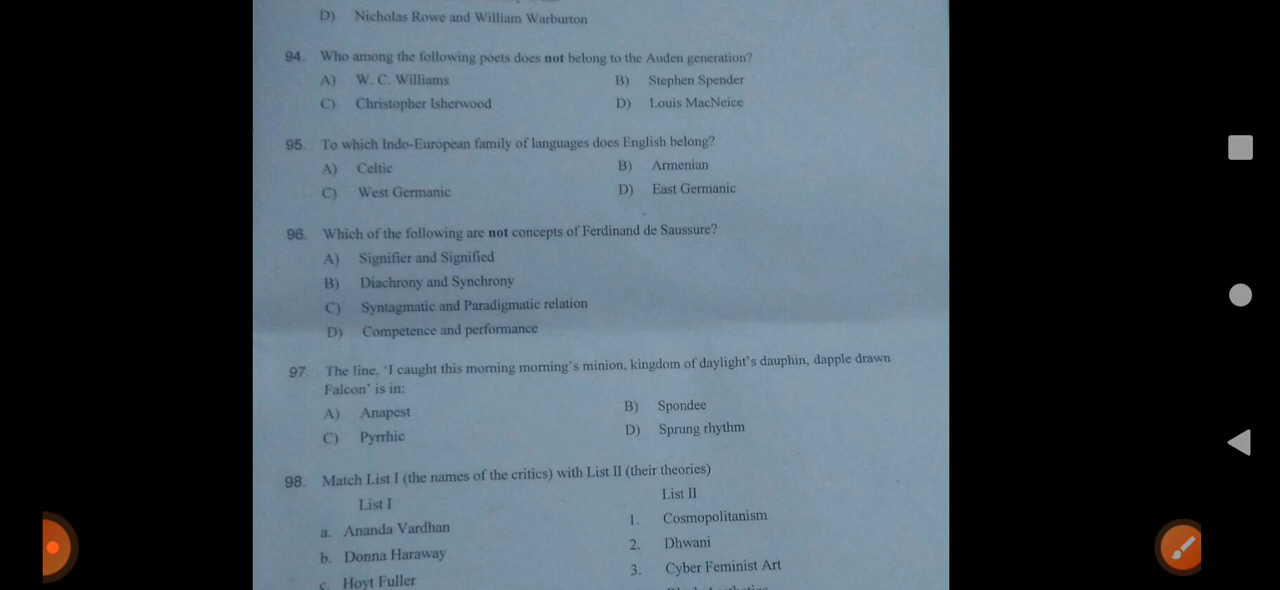 D) Nicholas Rowe and William Warburton
94. Who among the following poets does not belong to the Auden generation?
A) W. C. Williams B) Stephen Spender
C) Christopher Isherwood D) Louis MacNeice
95. To which Indo-European family of languages does English belong?
A) Celtic B) Armenian
C) West Germanic D) East Germanic
96. Which of the following are not concepts of Ferdinand de Saussure?
A) Signifier and Signified
B) Diachrony and Synchrony
C) Syntagmatic and Paradigmatic relation
D) Competence and performance
97. The line, 'I caught this morning morning's minion, kingdom of daylight's dauphin, dapple drawn
Falcon' is in:
A) Anapest B) Spondee
C) Pyrrhic D) Sprung rhythm
98. Match List I (the names of the critics) with List II (their theories)
List I List II
a. Ananda Vardhan 1. Cosmopolitanism
b. Donna Haraway 2. Dhwani
c. Hoyt Fuller 3. Cyber Feminist Art